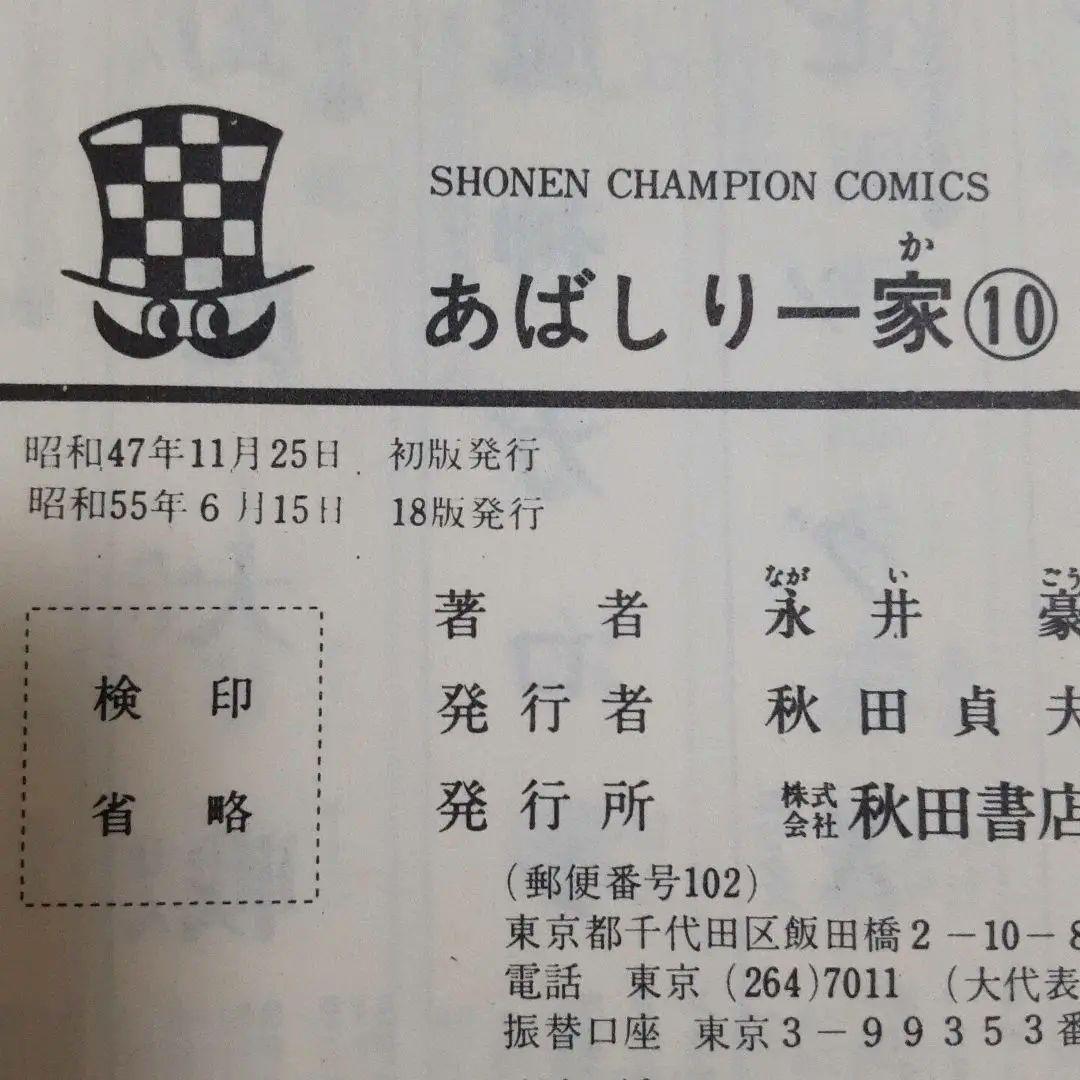 SHONEN CHAMPION COMICS
か
あばしり一家⑩
昭和47年11月25日 初版発行
昭和55年6月15日 18版発行
なが い ごう
著 者 永 井 豪
発 行 者 秋 田 貞 夫
発 行 所 株式会社 秋田書店
検 印
省 略
(郵便番号102)
東京都千代田区飯田橋2-10-8
電話 東京 (264)7011 (大代表
振替口座 東京3-99353番